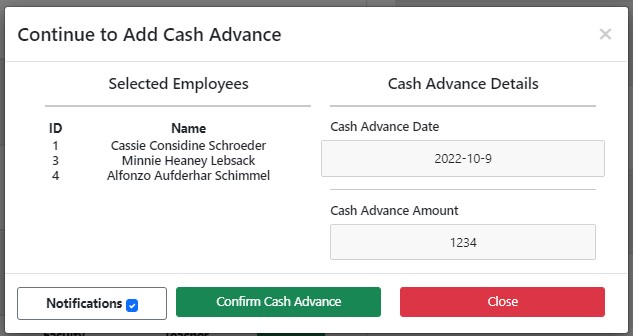 Continue to Add Cash Advance
×
Selected Employees
ID Name
1 Cassie Considine Schroeder
3 Minnie Heaney Lebsack
4 Alfonzo Aufderhar Schimmel
Cash Advance Details
Cash Advance Date
2022-10-9
Cash Advance Amount
1234
Notifications
Confirm Cash Advance
Close